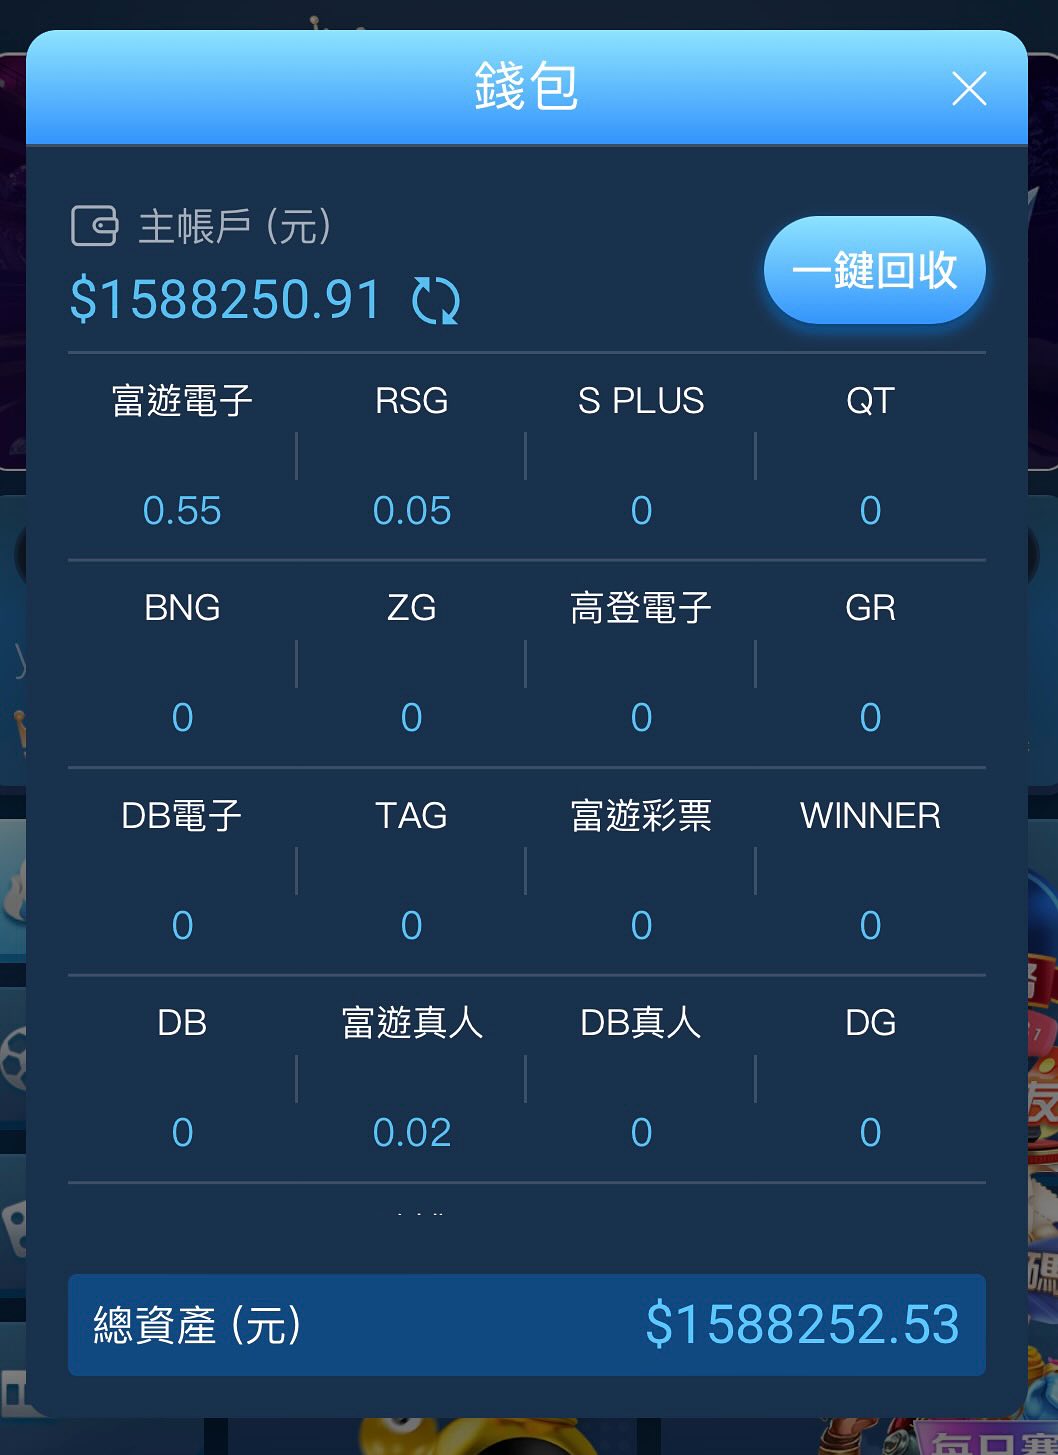 錢包
主帳戶 (元)
$1588250.91
一鍵回收
富遊電子 RSG S PLUS QT
0.55 0.05 0 0
BNG ZG 高登電子 GR
0 0 0 0
DB電子 TAG 富遊彩票 WINNER
0 0 0 0
DB 富遊真人 DB真人 DG
0 0.02 0 0
總資產 (元) $1588252.53